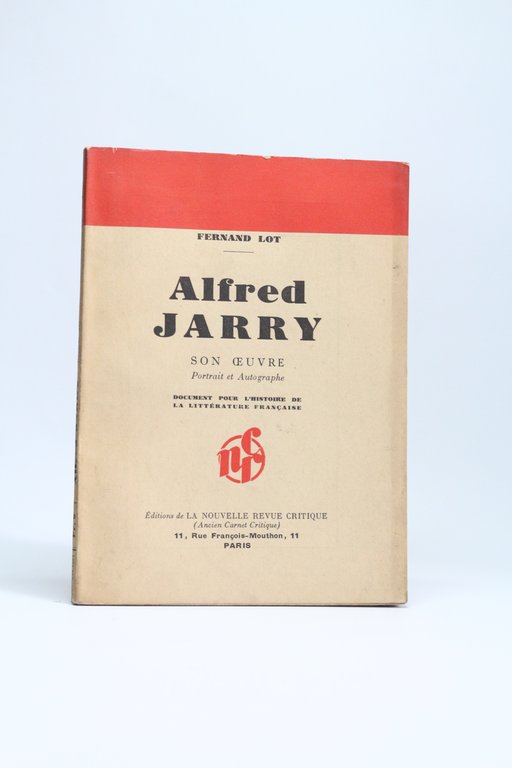 FERNAND LOT
Alfred
JARRY
SON ŒUVRE
Portrait et Autographe
DOCUMENT POUR L'HISTOIRE DE
LA LITTÉRATURE FRANÇAISE
nrc
Éditions de LA NOUVELLE REVUE CRITIQUE
(Ancien Carnet Critique)
11, Rue François-Mouthon, 11
PARIS